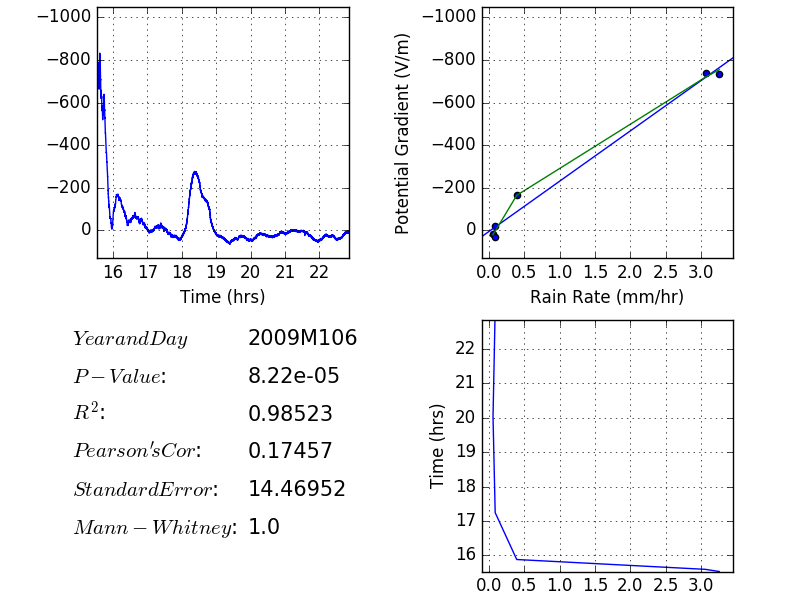 −1000
−800
−600
−400
−200
0
16 17 18 19 20 21 22
Time (hrs)
Potential Gradient (V/m)
−1000
−800
−600
−400
−200
0
0.0 0.5 1.0 1.5 2.0 2.5 3.0
Rain Rate (mm/hr)
YearandDay 2009M106
P−Value: 8.22e-05
R²: 0.98523
Pearson'sCor: 0.17457
StandardError: 14.46952
Mann−Whitney: 1.0
Time (hrs)
22
21
20
19
18
17
16
0.0 0.5 1.0 1.5 2.0 2.5 3.0